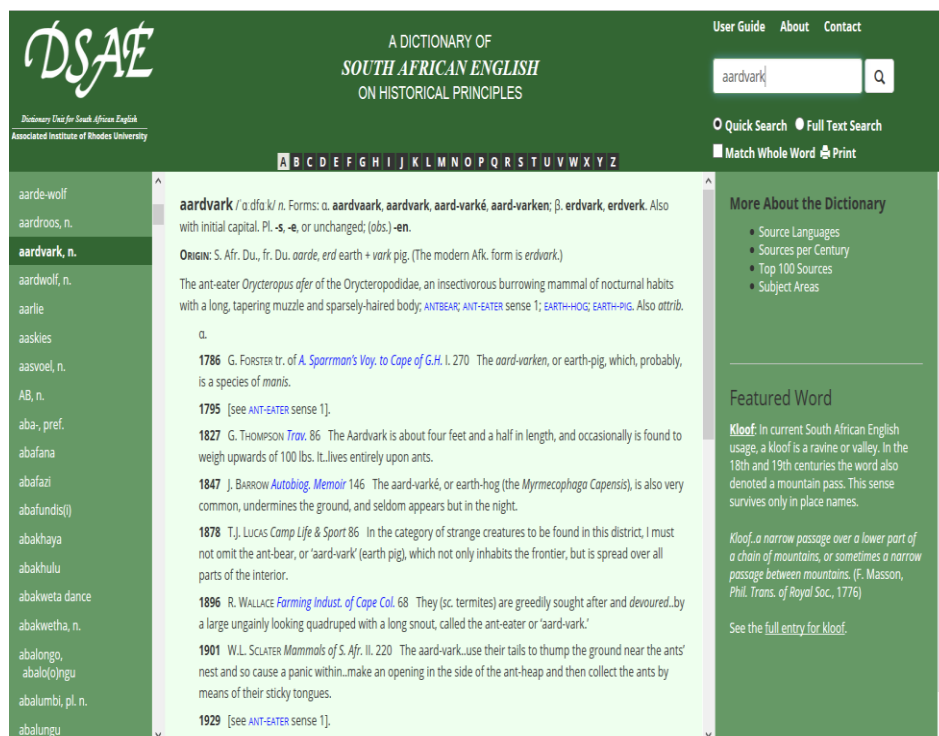 DSAE
Dictionary Unit for South African English
Associated Institute of Rhodes University
A DICTIONARY OF
SOUTH AFRICAN ENGLISH
ON HISTORICAL PRINCIPLES
User Guide About Contact
aardvark
Quick Search Full Text Search
Match Whole Word Print
A B C D E F G H I J K L M N O P Q R S T U V W X Y Z
aarde-wolf
aardroos, n.
aardvark, n.
aardwolf, n.
aarlie
aaskies
aasvoel, n.
AB, n.
aba-, pref.
abafana
abafazi
abafundis(i)
abakhaya
abakhulu
abakweta dance
abakwetha, n.
abalongo,
abalo(o)ngu
abalumbi, pl. n.
abalungu
aardvark /ˈɑːdfɑːk/ n. Forms: α. aardvaark, aardvark, aard-varké, aard-varken; β. erdvark, erdverk. Also
with initial capital. Pl. -s, -e, or unchanged; (obs.) -en.
ORIGIN: S. Afr. Du., fr. Du. aarde, erd earth + vark pig. (The modern Afk. form is erdvark.)
The ant-eater Orycteropus afer of the Orycteropodidae, an insectivorous burrowing mammal of nocturnal habits
with a long, tapering muzzle and sparsely-haired body; ANTBEAR; ANT-EATER sense 1; EARTH-HOG; EARTH-PIG. Also attrib.
α.
1786 G. FORSTER tr. of A. Sparrman's Voy. to Cape of G.H. I. 270 The aard-varken, or earth-pig, which, probably,
is a species of manis.
1795 [see ANT-EATER sense 1].
1827 G. THOMPSON Trav. 86 The Aardvark is about four feet and a half in length, and occasionally is found to
weigh upwards of 100 lbs. It..lives entirely upon ants.
1847 J. BARROW Autobiog. Memoir 146 The aard-varké, or earth-hog (the Myrmecophaga Capensis), is also very
common, undermines the ground, and seldom appears but in the night.
1878 T.J. LUCAS Camp Life & Sport 86 In the category of strange creatures to be found in this district, I must
not omit the ant-bear, or 'aard-vark' (earth pig), which not only inhabits the frontier, but is spread over all
parts of the interior.
1896 R. WALLACE Farming Indust. of Cape Col. 68 They (sc. termites) are greedily sought after and devoured..by
a large ungainly looking quadruped with a long snout, called the ant-eater or 'aard-vark.'
1901 W.L. SCLATER Mammals of S. Afr. II. 220 The aard-vark..use their tails to thump the ground near the ants'
nest and so cause a panic within..make an opening in the side of the ant-heap and then collect the ants by
means of their sticky tongues.
1929 [see ANT-EATER sense 1].
More About the Dictionary
Source Languages
Sources per Century
Top 100 Sources
Subject Areas
Featured Word
Kloof: In current South African English
usage, a kloof is a ravine or valley. In the
18th and 19th centuries the word also
denoted a mountain pass. This sense
survives only in place names.
Kloof..a narrow passage over a lower part of
a chain of mountains, or sometimes a narrow
passage between mountains. (F. Masson,
Phil. Trans. of Royal Soc., 1776)
See the full entry for kloof.